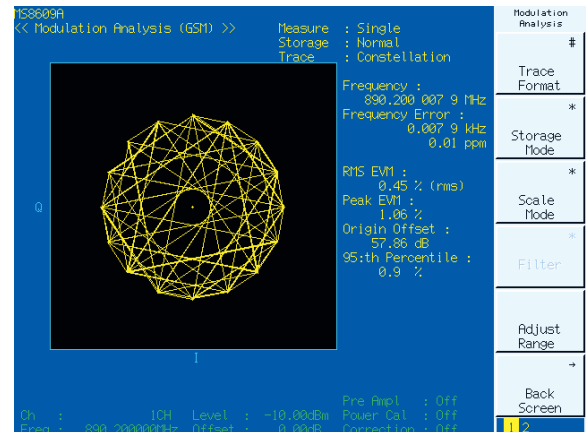 MS8609A
<< Modulation Analysis (GSM) >>
Measure : Single
Storage : Normal
Trace : Constellation
Frequency :
890.200 007 9 MHz
Frequency Error :
0.007 9 kHz
0.01 ppm
RMS EVM :
0.45 % (rms)
Peak EVM :
1.06 %
Origin Offset :
57.86 dB
95:th Percentile :
0.9 %
Q
I
Pre Ampl : Off
Ch : 1CH Level : -10.00dBm Power Cal : Off
Freq : 890.200000MHz Offset : 0.00dB Correction : Off
Modulation
Analysis
#
Trace
Format
*
Storage
Mode
*
Scale
Mode
*
Filter
Adjust
Range
→
Back
Screen
1 2